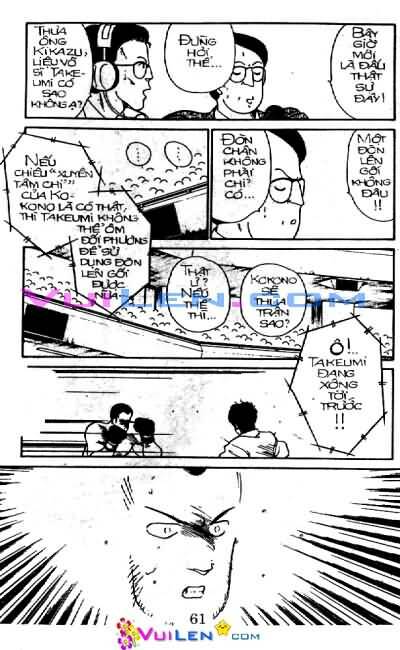 THƯA
ÔNG
KIKAZU,
LIỆU VÕ
SĨ TAKE-
UMI CÓ
SAO
KHÔNG Ạ?
ĐỪNG
HỎI
THẾ...
BÂY
GIỜ
MỚI
LÀ ĐẤU
THẬT
SỰ
ĐẤY!
NẾU
CHIÊU "XUYÊN
TÂM CHỈ"
CỦA KO-
KONO LÀ CÓ THẬT,
THÌ TAKEUMI KHÔNG
THỂ ÔM
ĐỐI PHƯƠNG
ĐỂ SỬ
DỤNG ĐÒN
LÊN GỐI
ĐƯỢC
NỮA.
ĐÒN
CHÂN
KHÔNG
PHẢI
CHỈ
CÓ...
MỘT
ĐÒN
LÊN
GỐI
KHÔNG
ĐÂU
!!
THẬT
Ư?
NẾU
THẾ
THÌ...
KOKONO
SẼ
THUA
TRẬN
SAO?
Ồ!...
TAKEUMI
ĐANG
XÔNG
TỚI
TRƯỚC
!!
VUILEN.COM
61
VUILEN.COM